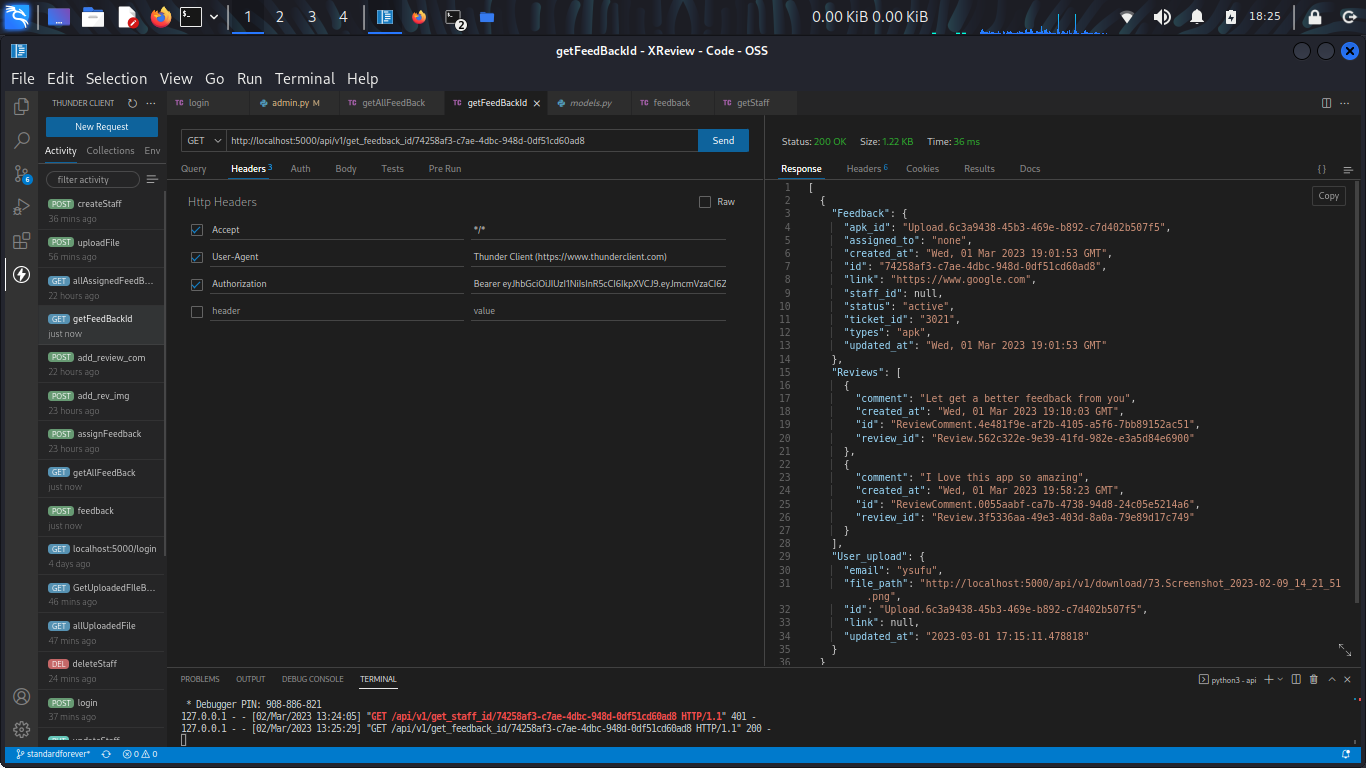 1 2 3 4 2 0.00 KiB 0.00 KiB 18:25
getFeedBackId - XReview - Code - OSS
File Edit Selection View Go Run Terminal Help
THUNDER CLIENT
New Request
Activity Collections Env
filter activity
POST createStaff
36 mins ago
POST uploadFile
56 mins ago
GET allAssignedFeedB...
22 hours ago
GET getFeedBackId
just now
POST add_review_com
22 hours ago
POST add_rev_img
23 hours ago
POST assignFeedback
23 hours ago
GET getAllFeedBack
just now
POST feedback
just now
GET localhost:5000/login
4 days ago
GET GetUploadedFIleB...
46 mins ago
GET allUploadedFile
47 mins ago
DEL deleteStaff
24 mins ago
POST login
37 mins ago
6
TC login
admin.py M
TC getAllFeedBack
TC getFeedBackId
models.py
TC feedback
TC getStaff
GET http://localhost:5000/api/v1/get_feedback_id/74258af3-c7ae-4dbc-948d-0df51cd60ad8 Send
Query Headers 3 Auth Body Tests Pre Run
Http Headers Raw
Accept */*
User-Agent Thunder Client (https://www.thunderclient.com)
Authorization
header value
Status: 200 OK Size: 1.22 KB Time: 36 ms
Response Headers 6 Cookies Results Docs {}
Copy
1 [
2 {
3 "Feedback": {
4 "apk_id": "Upload.6c3a9438-45b3-469e-b892-c7d402b507f5",
5 "assigned_to": "none",
6 "created_at": "Wed, 01 Mar 2023 19:01:53 GMT",
7 "id": "74258af3-c7ae-4dbc-948d-0df51cd60ad8",
8 "link": "https://www.google.com",
9 "staff_id": null,
10 "status": "active",
11 "ticket_id": "3021",
12 "types": "apk",
13 "updated_at": "Wed, 01 Mar 2023 19:01:53 GMT"
14 },
15 "Reviews": [
16 {
17 "comment": "Let get a better feedback from you",
18 "created_at": "Wed, 01 Mar 2023 19:10:03 GMT",
19 "id": "ReviewComment.4e481f9e-af2b-4105-a5f6-7bb89152ac51",
20 "review_id": "Review.562c322e-9e39-41fd-982e-e3a5d84e6900"
21 },
22 {
23 "comment": "I Love this app so amazing",
24 "created_at": "Wed, 01 Mar 2023 19:58:23 GMT",
25 "id": "ReviewComment.0055aabf-ca7b-4738-94d8-24c05e5214a6",
26 "review_id": "Review.3f5336aa-49e3-403d-8a0a-79e89d17c749"
27 }
28 ],
29 "User_upload": {
30 "email": "ysufu",
31 "file_path": "http://localhost:5000/api/v1/download/73.Screenshot_2023-02-09_14_21_51
.png",
32 "id": "Upload.6c3a9438-45b3-469e-b892-c7d402b507f5",
33 "link": null,
34 "updated_at": "2023-03-01 17:15:11.478818"
35 }
36 }
PROBLEMS OUTPUT DEBUG CONSOLE TERMINAL python3 - api
* Debugger PIN: 908-886-821
127.0.0.1 - - [02/Mar/2023 13:24:05] "GET /api/v1/get_staff_id/74258af3-c7ae-4dbc-948d-0df51cd60ad8 HTTP/1.1" 401 -
127.0.0.1 - - [02/Mar/2023 13:25:29] "GET /api/v1/get_feedback_id/74258af3-c7ae-4dbc-948d-0df51cd60ad8 HTTP/1.1" 200 -
standardforever* 0 0